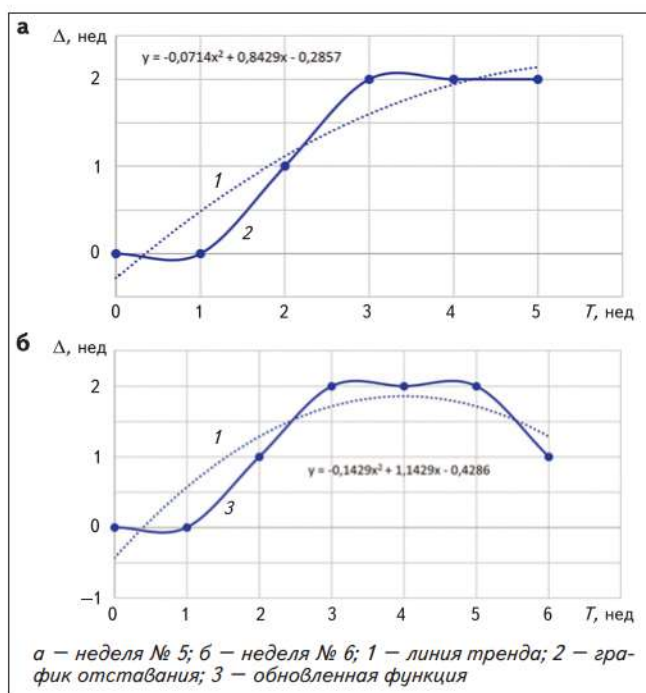 а
Δ, нед
y = -0,0714x² + 0,8429x - 0,2857
2
1
1
2
0
0 1 2 3 4 5 T, нед
б
Δ, нед
2
1
1
y = -0,1429x² + 1,1429x - 0,4286
3
0
−1
0 1 2 3 4 5 6 T, нед
а — неделя № 5; б — неделя № 6; 1 — линия тренда; 2 — гра-
фик отставания; 3 — обновленная функция